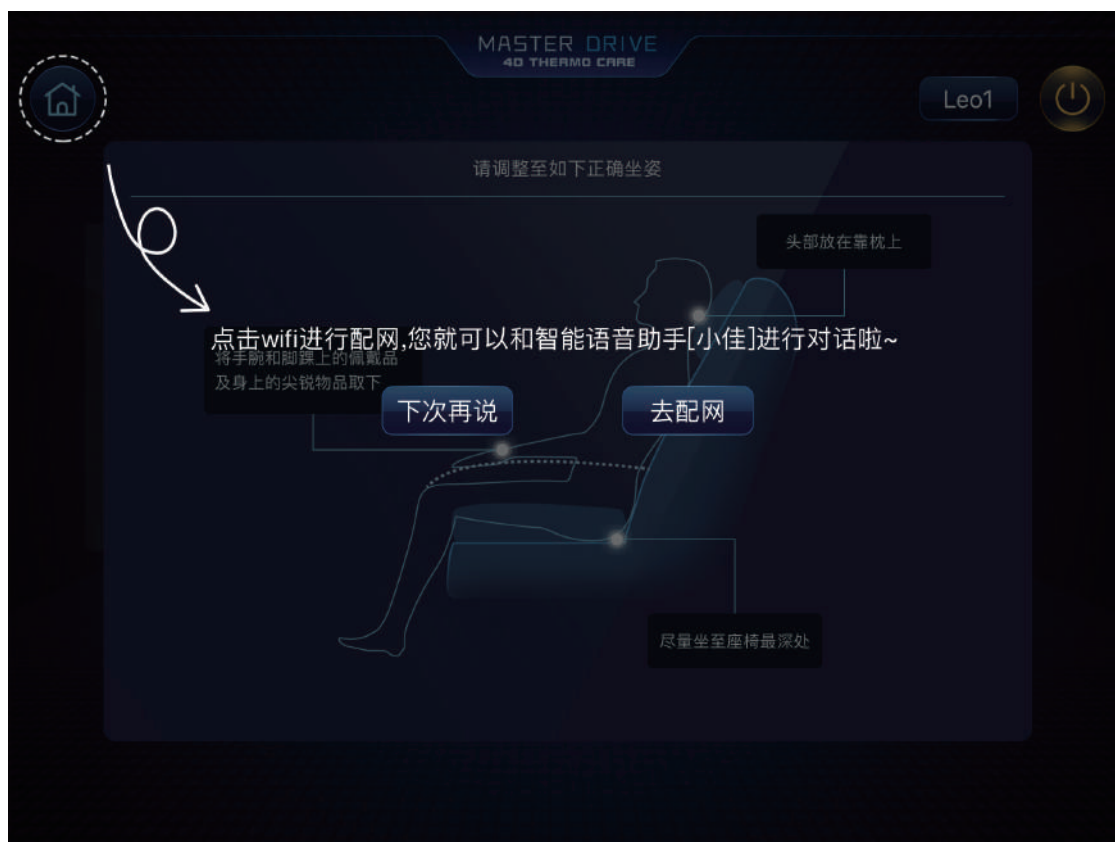 MASTER DRIVE
4D THERMO CARE
Leo1
请调整至如下正确坐姿
头部放在靠枕上
点击wifi进行配网,您就可以和智能语音助手[小佳]进行对话啦~
将手腕和脚踝上的佩戴品
及身上的尖锐物品取下
下次再说
去配网
尽量坐至座椅最深处